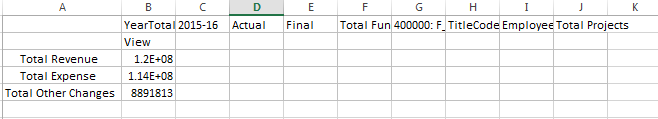 A B C D E F G H I J K
YearTotal 2015-16 Actual Final Total Fun 400000: F_ TitleCode Employee Total Projects
View
Total Revenue 1.2E+08
Total Expense 1.14E+08
Total Other Changes 8891813